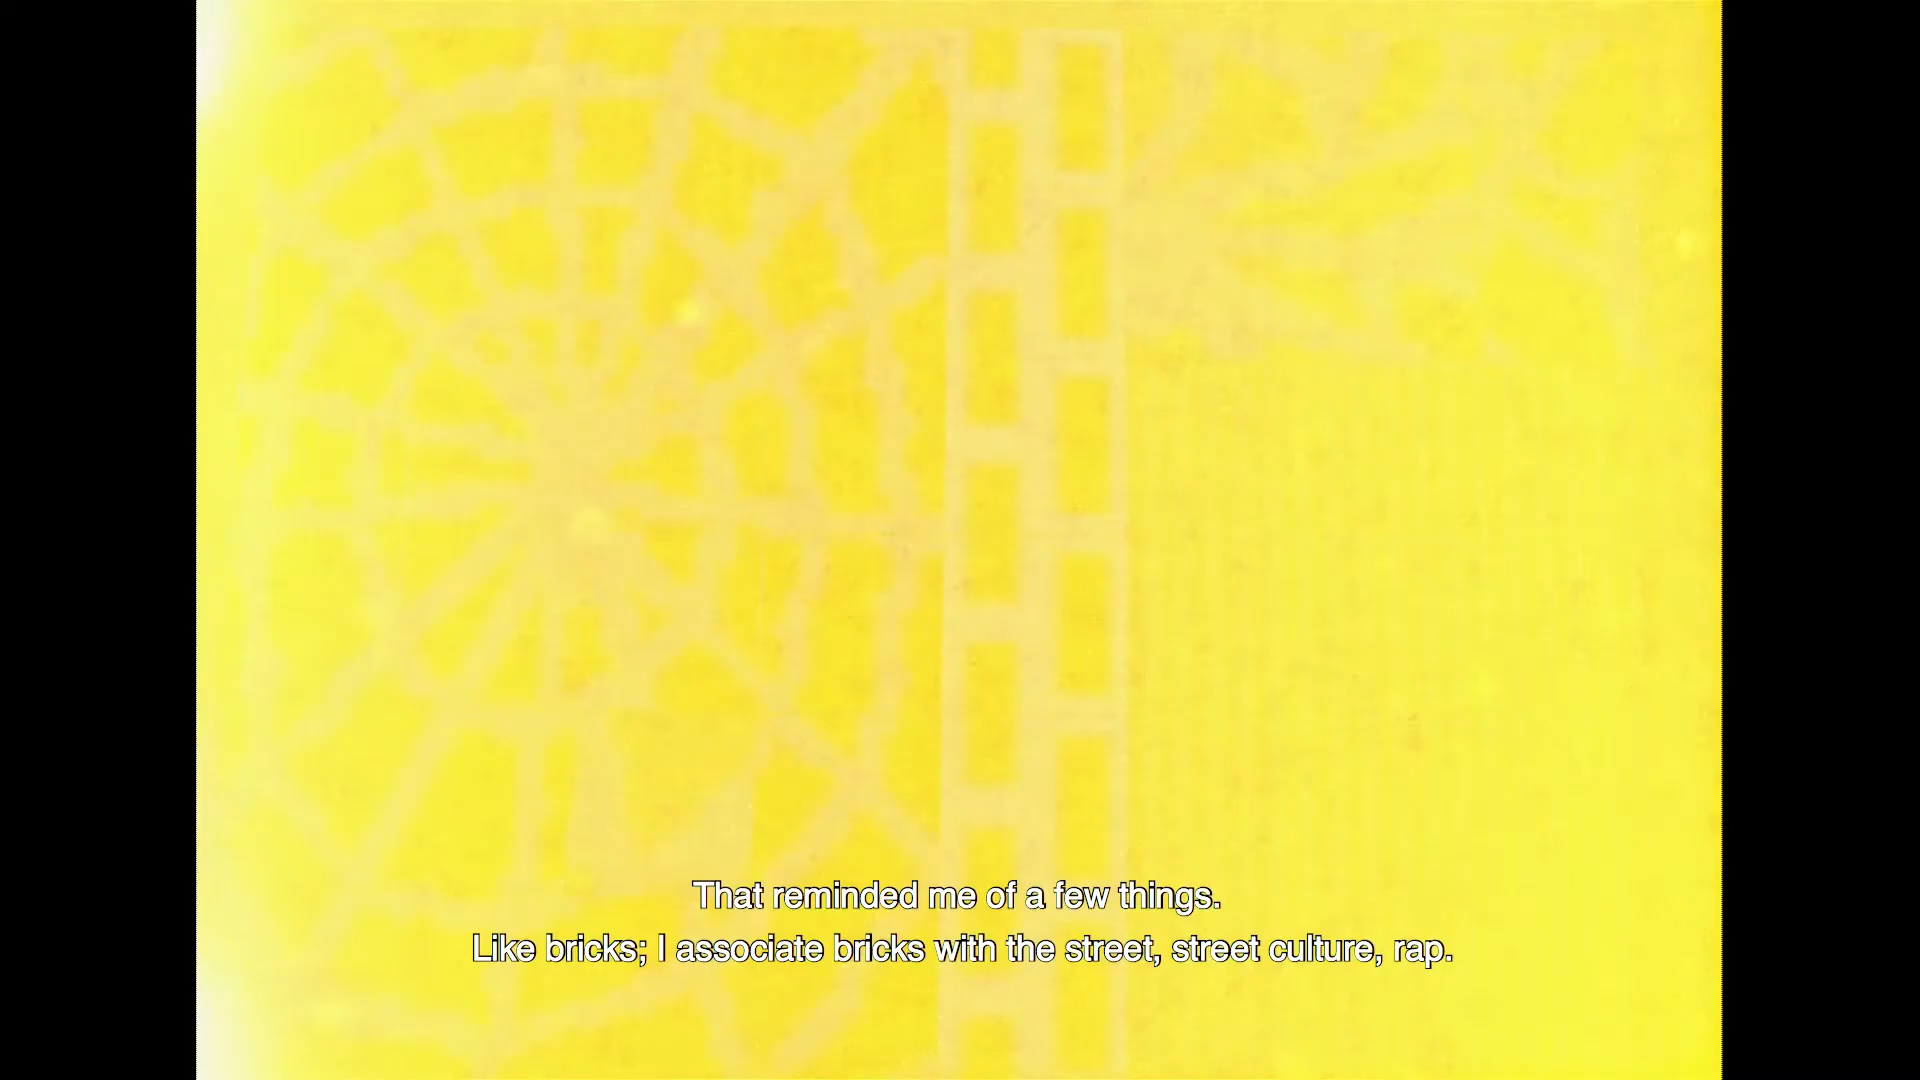 That reminded me of a few things.
Like bricks; I associate bricks with the street, street culture, rap.